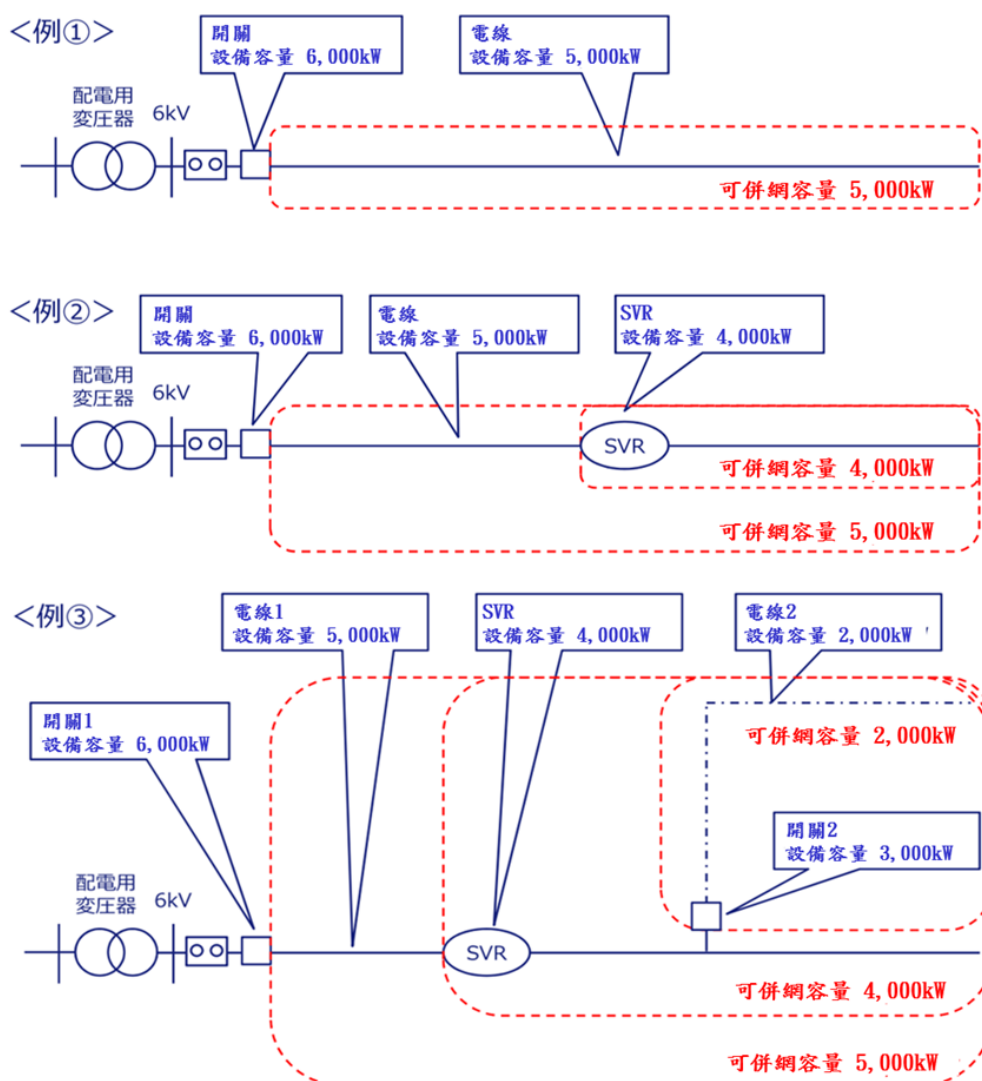 <例①>
開關
設備容量 6,000kW
電線
設備容量 5,000kW
配電用
変圧器
6kV
可併網容量 5,000kW
<例②>
開關
設備容量 6,000kW
電線
設備容量 5,000kW
SVR
設備容量 4,000kW
配電用
変圧器
6kV
SVR
可併網容量 4,000kW
可併網容量 5,000kW
<例③>
電線1
設備容量 5,000kW
SVR
設備容量 4,000kW
電線2
設備容量 2,000kW
開關1
設備容量 6,000kW
可併網容量 2,000kW
開關2
設備容量 3,000kW
配電用
変圧器
6kV
SVR
可併網容量 4,000kW
可併網容量 5,000kW